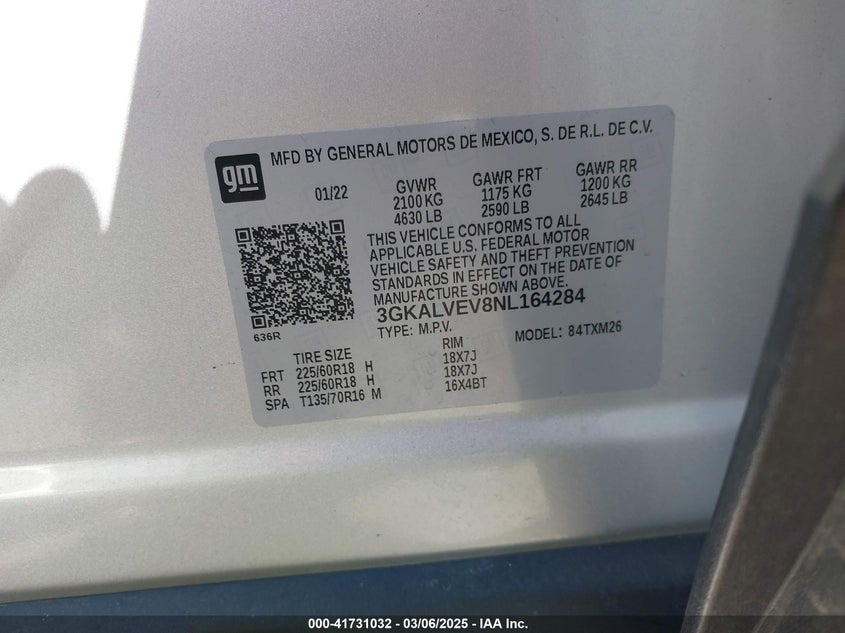 gm
MFD BY GENERAL MOTORS DE MEXICO, S. DE R.L. DE C.V.
01/22
GVWR GAWR FRT GAWR RR
2100 KG 1175 KG 1200 KG
4630 LB 2590 LB 2645 LB
THIS VEHICLE CONFORMS TO ALL
APPLICABLE U.S. FEDERAL MOTOR
VEHICLE SAFETY AND THEFT PREVENTION
STANDARDS IN EFFECT ON THE DATE OF
MANUFACTURE SHOWN ABOVE.
3GKALVEV8NL164284
636R
TYPE: M.P.V. MODEL: 84TXM26
TIRE SIZE RIM
FRT 225/60R18 H 18X7J
RR 225/60R18 H 18X7J
SPA T135/70R16 M 16X4BT
000-41731032 - 03/06/2025 - IAA Inc.